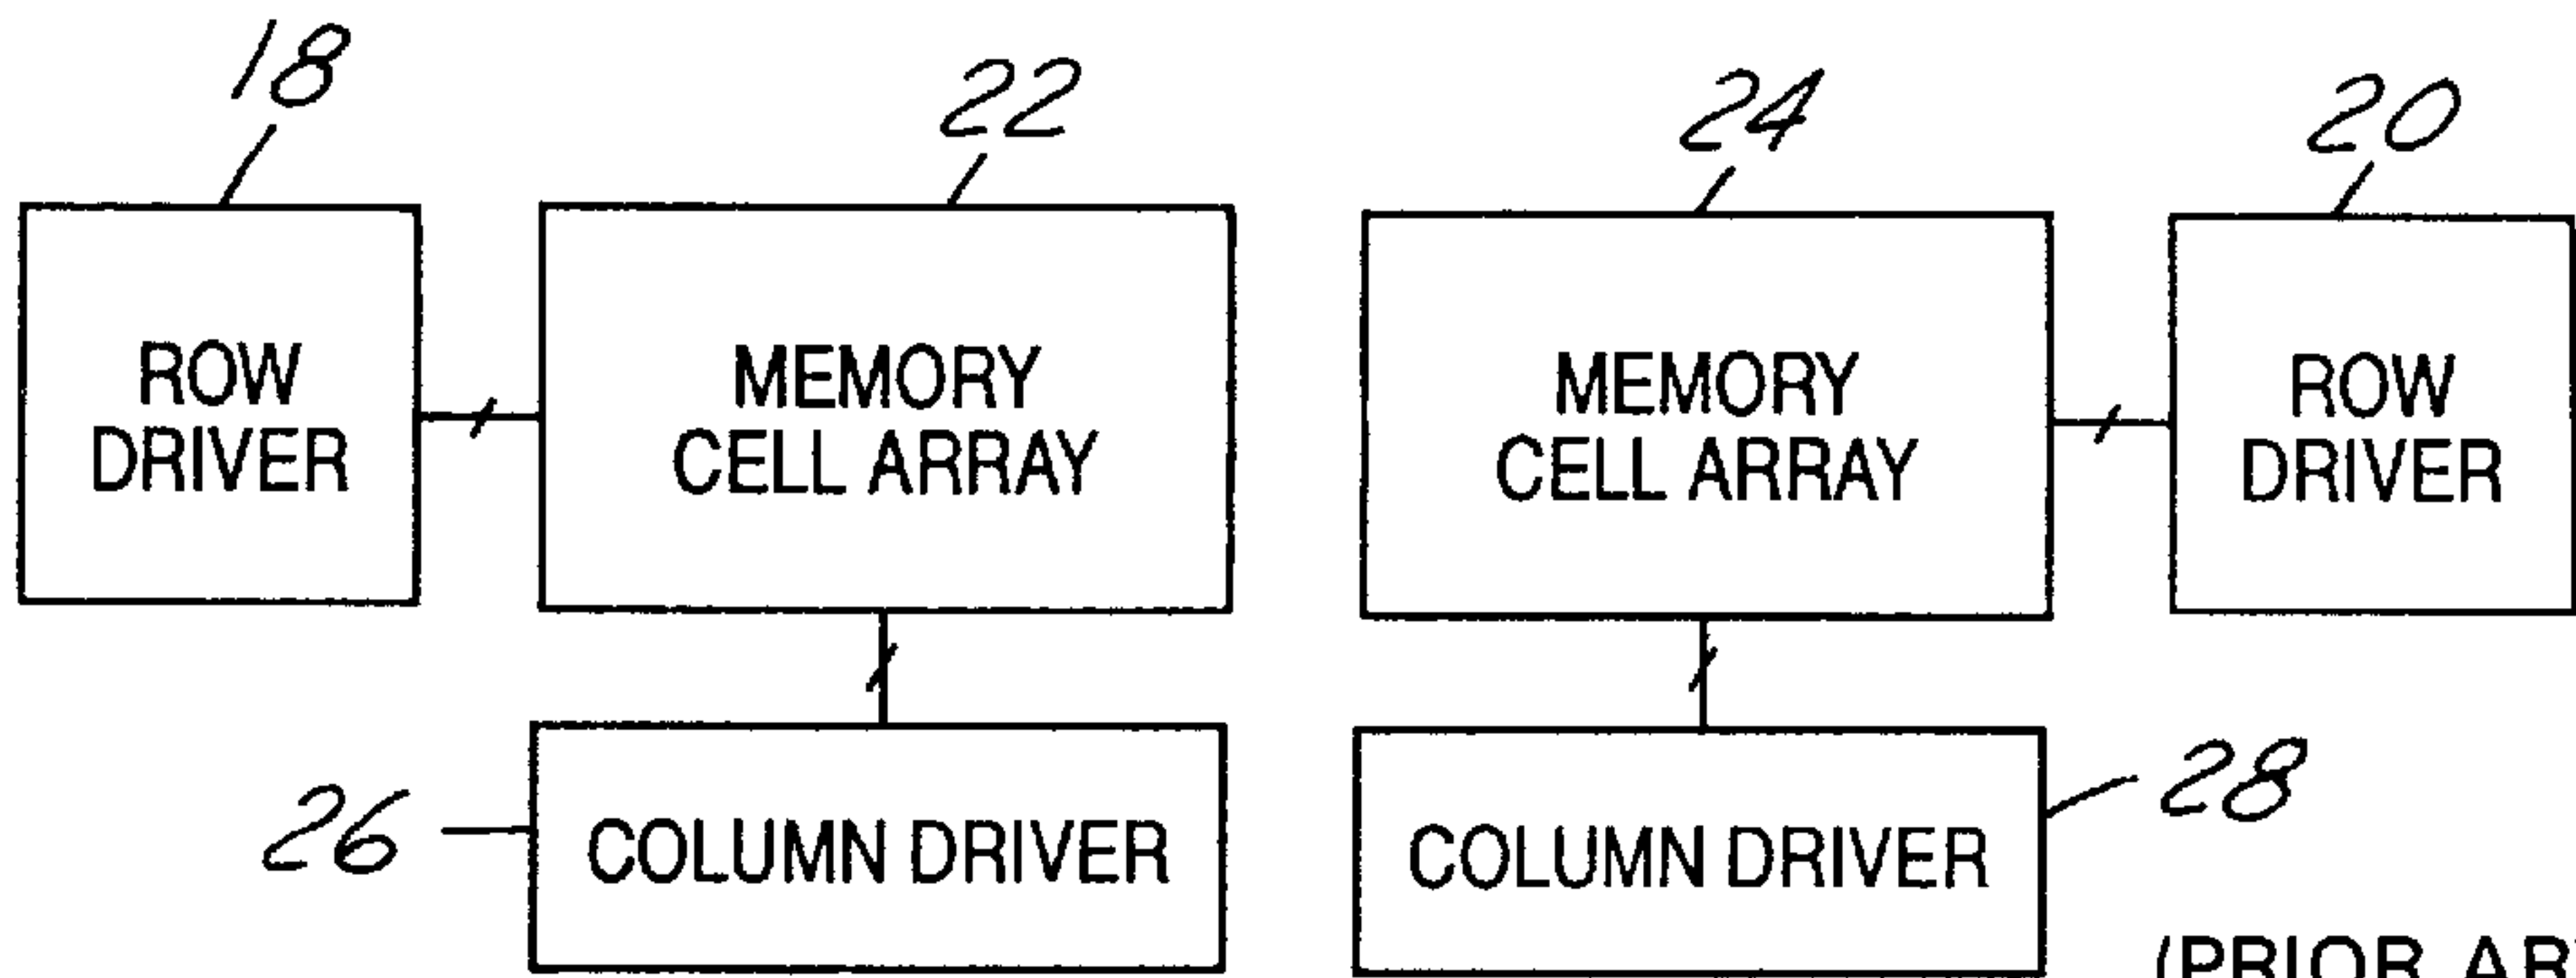 18
22
24
20
ROW
DRIVER
MEMORY
CELL ARRAY
MEMORY
CELL ARRAY
ROW
DRIVER
26
COLUMN DRIVER
COLUMN DRIVER
28
(PRIOR